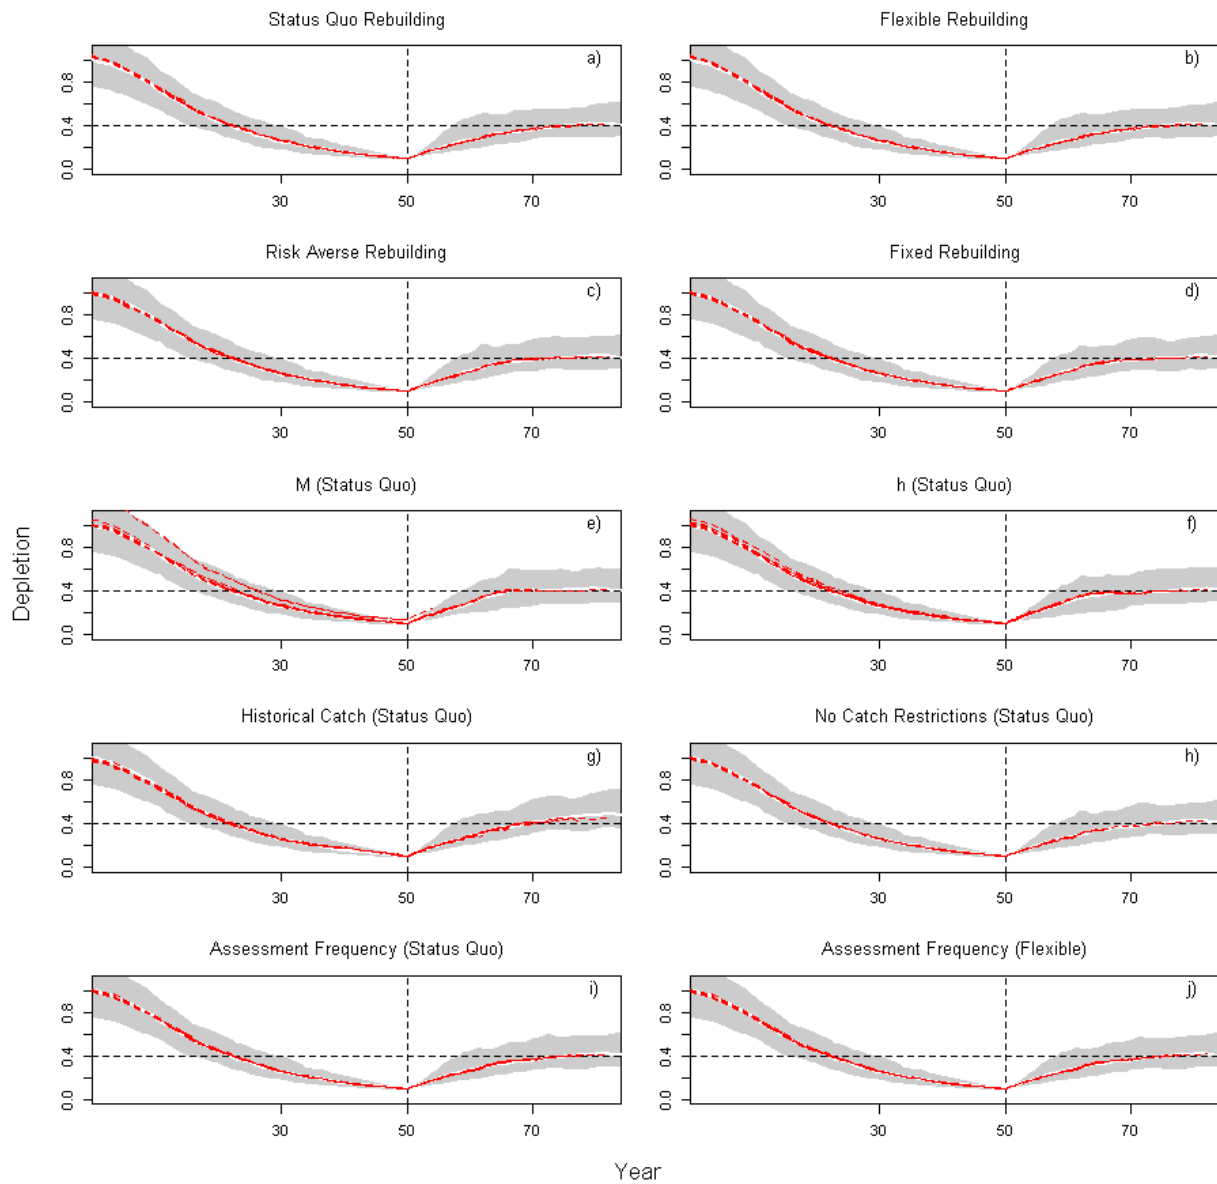 Status Quo Rebuilding
Flexible Rebuilding
a)
b)
0.8
0.4
0.0
30
50
70
0.8
0.4
0.0
30
50
70
Risk Averse Rebuilding
Fixed Rebuilding
c)
d)
0.8
0.4
0.0
30
50
70
0.8
0.4
0.0
30
50
70
M (Status Quo)
h (Status Quo)
e)
f)
0.8
0.4
0.0
30
50
70
0.8
0.4
0.0
30
50
70
Depletion
Historical Catch (Status Quo)
No Catch Restrictions (Status Quo)
g)
h)
0.8
0.4
0.0
30
50
70
0.8
0.4
0.0
30
50
70
Assessment Frequency (Status Quo)
Assessment Frequency (Flexible)
i)
j)
0.8
0.4
0.0
30
50
70
0.8
0.4
0.0
30
50
70
Year